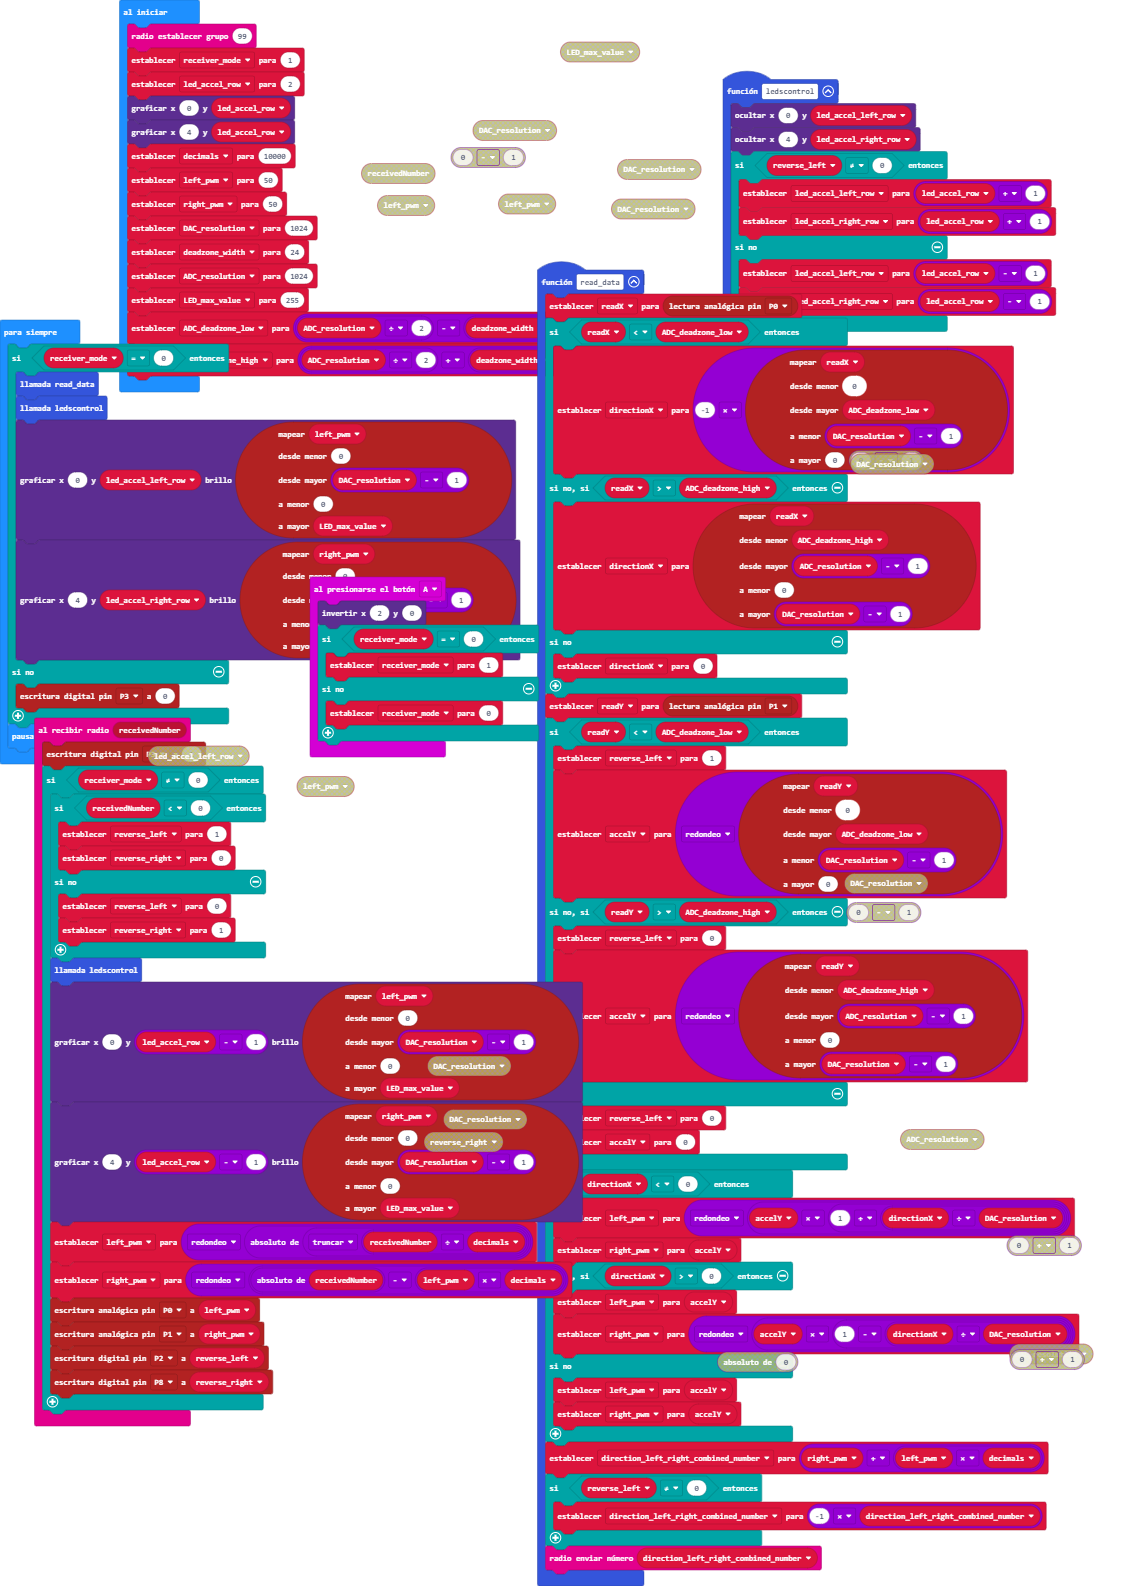 al iniciar
radio establecer grupo 99
establecer receiver_mode para 1
establecer led_accel_row para 2
graficar x 0 y led_accel_row
graficar x 4 y led_accel_row
establecer decimals para 10000
establecer left_pwm para 50
establecer right_pwm para 50
establecer DAC_resolution para 1024
establecer deadzone_width para 24
establecer ADC_resolution para 1024
establecer LED_max_value para 255
establecer ADC_deadzone_low para ADC_resolution ÷ 2 - deadzone_width
ne_high para ADC_resolution ÷ 2 + deadzone_width
LED_max_value
DAC_resolution
0 - 1
receivedNumber
left_pwm
left_pwm
DAC_resolution
DAC_resolution
función ledscontrol
ocultar x 0 y led_accel_left_row
ocultar x 4 y led_accel_right_row
si reverse_left ≠ 0 entonces
establecer led_accel_left_row para led_accel_row + 1
establecer led_accel_right_row para led_accel_row + 1
si no
establecer led_accel_left_row para led_accel_row - 1
ed_accel_right_row para led_accel_row - 1
para siempre
si receiver_mode = 0 entonces
llamada read_data
llamada ledscontrol
graficar x 0 y led_accel_left_row brillo
mapear left_pwm
desde menor 0
desde mayor DAC_resolution - 1
a menor 0
a mayor LED_max_value
graficar x 4 y led_accel_right_row brillo
mapear right_pwm
desde menor 0
desde 1
a meno
a mayo
si no
escritura digital pin P3 a 0
pausa
al presionarse el botón A
invertir x 2 y 0
si receiver_mode = 0 entonces
establecer receiver_mode para 1
si no
establecer receiver_mode para 0
al recibir radio receivedNumber
escritura digital pin
led_accel_left_row
si receiver_mode ≠ 0 entonces
si receivedNumber < 0 entonces
establecer reverse_left para 1
establecer reverse_right para 0
si no
establecer reverse_left para 0
establecer reverse_right para 1
llamada ledscontrol
graficar x 0 y led_accel_row - 1 brillo
mapear left_pwm
desde menor 0
desde mayor DAC_resolution - 1
a menor 0 DAC_resolution
a mayor LED_max_value
graficar x 4 y led_accel_row - 1 brillo
mapear right_pwm DAC_resolution
desde menor 0 reverse_right
desde mayor DAC_resolution - 1
a menor 0
a mayor LED_max_value
establecer left_pwm para redondeo absoluto de truncar receivedNumber ÷ decimals
establecer right_pwm para redondeo absoluto de receivedNumber - left_pwm × decimals
escritura analógica pin P0 a left_pwm
escritura analógica pin P1 a right_pwm
escritura digital pin P2 a reverse_left
escritura digital pin P8 a reverse_right
left_pwm
función read_data
establecer readX para lectura analógica pin P0
si readX < ADC_deadzone_low entonces
establecer directionX para -1 ×
mapear readX
desde menor 0
desde mayor ADC_deadzone_low
a menor DAC_resolution - 1
a mayor 0 DAC_resolution
si no, si readX > ADC_deadzone_high entonces
establecer directionX para
mapear readX
desde menor ADC_deadzone_high
desde mayor ADC_resolution - 1
a menor 0
a mayor DAC_resolution - 1
si no
establecer directionX para 0
establecer readY para lectura analógica pin P1
si readY < ADC_deadzone_low entonces
establecer reverse_left para 1
establecer accelY para redondeo
mapear readY
desde menor 0
desde mayor ADC_deadzone_low
a menor DAC_resolution - 1
a mayor 0 DAC_resolution
si no, si readY > ADC_deadzone_high entonces 0 - 1
establecer reverse_left para 0
ecer accelY para redondeo
mapear readY
desde menor ADC_deadzone_high
desde mayor ADC_resolution - 1
a menor 0
a mayor DAC_resolution - 1
ecer reverse_left para 0
ecer accelY para 0
ADC_resolution
directionX < 0 entonces
ecer left_pwm para redondeo accelY × 1 + directionX ÷ DAC_resolution
establecer right_pwm para accelY
0 + 1
, si directionX > 0 entonces
establecer left_pwm para accelY
establecer right_pwm para redondeo accelY × 1 - directionX ÷ DAC_resolution
si no absoluto de 0
0 + 1
establecer left_pwm para accelY
establecer right_pwm para accelY
establecer direction_left_right_combined_number para right_pwm + left_pwm × decimals
si reverse_left ≠ 0 entonces
establecer direction_left_right_combined_number para -1 × direction_left_right_combined_number
radio enviar número direction_left_right_combined_number